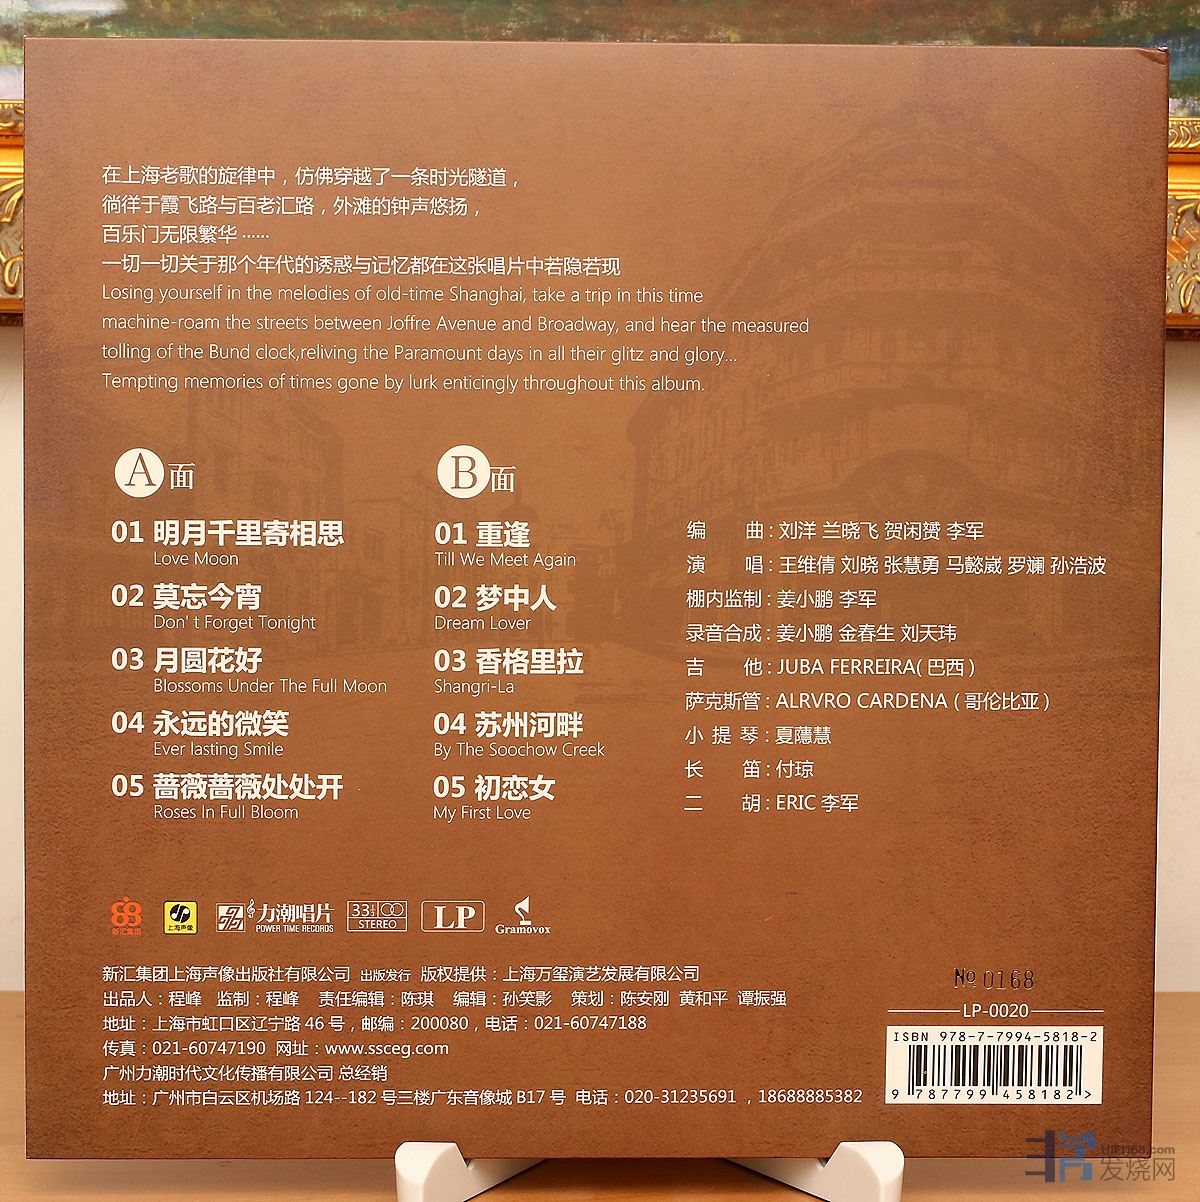 在上海老歌的旋律中，仿佛穿越了一条时光隧道，
徜徉于霞飞路与百老汇路，外滩的钟声悠扬，
百乐门无限繁华……
一切一切关于那个年代的诱惑与记忆都在这张唱片中若隐若现
Losing yourself in the melodies of old-time Shanghai, take a trip in this time
machine-roam the streets between Joffre Avenue and Broadway, and hear the measured
tolling of the Bund clock,reliving the Paramount days in all their glitz and glory...
Tempting memories of times gone by lurk enticingly throughout this album.
A面
01 明月千里寄相思
Love Moon
02 莫忘今宵
Don't Forget Tonight
03 月圆花好
Blossoms Under The Full Moon
04 永远的微笑
Ever lasting Smile
05 蔷薇蔷薇处处开
Roses In Full Bloom
B面
01 重逢
Till We Meet Again
02 梦中人
Dream Lover
03 香格里拉
Shangri-La
04 苏州河畔
By The Soochow Creek
05 初恋女
My First Love
编 曲 : 刘洋 兰晓飞 贺闲赟 李军
演 唱 : 王维倩 刘晓 张慧勇 马懿崴 罗斓 孙浩波
棚内监制 : 姜小鹏 李军
录音合成 : 姜小鹏 金春生 刘天玮
吉 他 : JUBA FERREIRA( 巴西 )
萨克斯管 : ALRVRO CARDENA ( 哥伦比亚 )
小 提 琴 : 夏蘟慧
长 笛 : 付琼
二 胡 : ERIC 李军
新汇集团
上海声像
力潮唱片
POWER TIME RECORDS
33 1/3
STEREO
LP
Gramovox
新汇集团上海声像出版社有限公司 出版发行 版权提供：上海万玺演艺发展有限公司
出品人：程峰 监制：程峰 责任编辑：陈琪 编辑：孙笑影 策划：陈安刚 黄和平 谭振强
地址：上海市虹口区辽宁路 46 号，邮编：200080，电话：021-60747188
传真：021-60747190 网址：www.ssceg.com
广州力潮时代文化传播有限公司 总经销
地址：广州市白云区机场路 124--182 号三楼广东音像城 B17 号 电话：020-31235691 ，18688885382
№ 0168
LP-0020
ISBN 978-7-7994-5818-2
9 787799 458182 >
HIFI168.com
发烧网